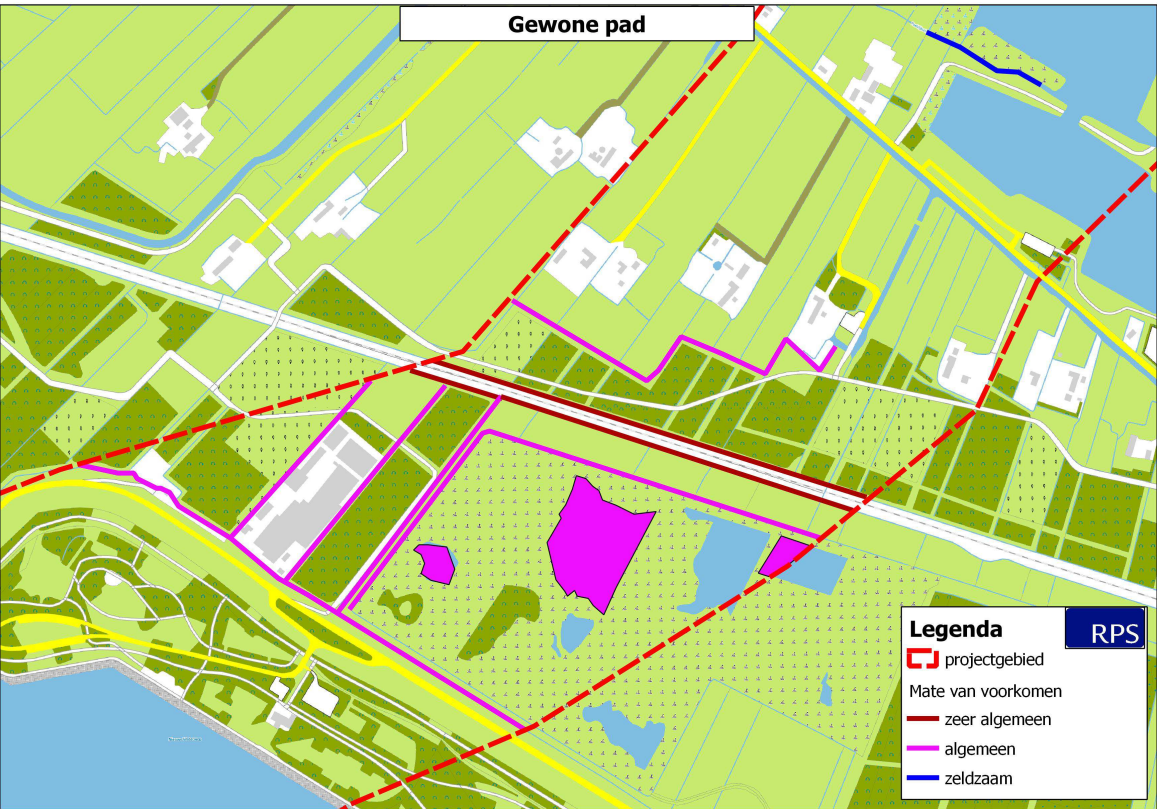 Gewone pad
Legenda
RPS
projectgebied
Mate van voorkomen
zeer algemeen
algemeen
zeldzaam